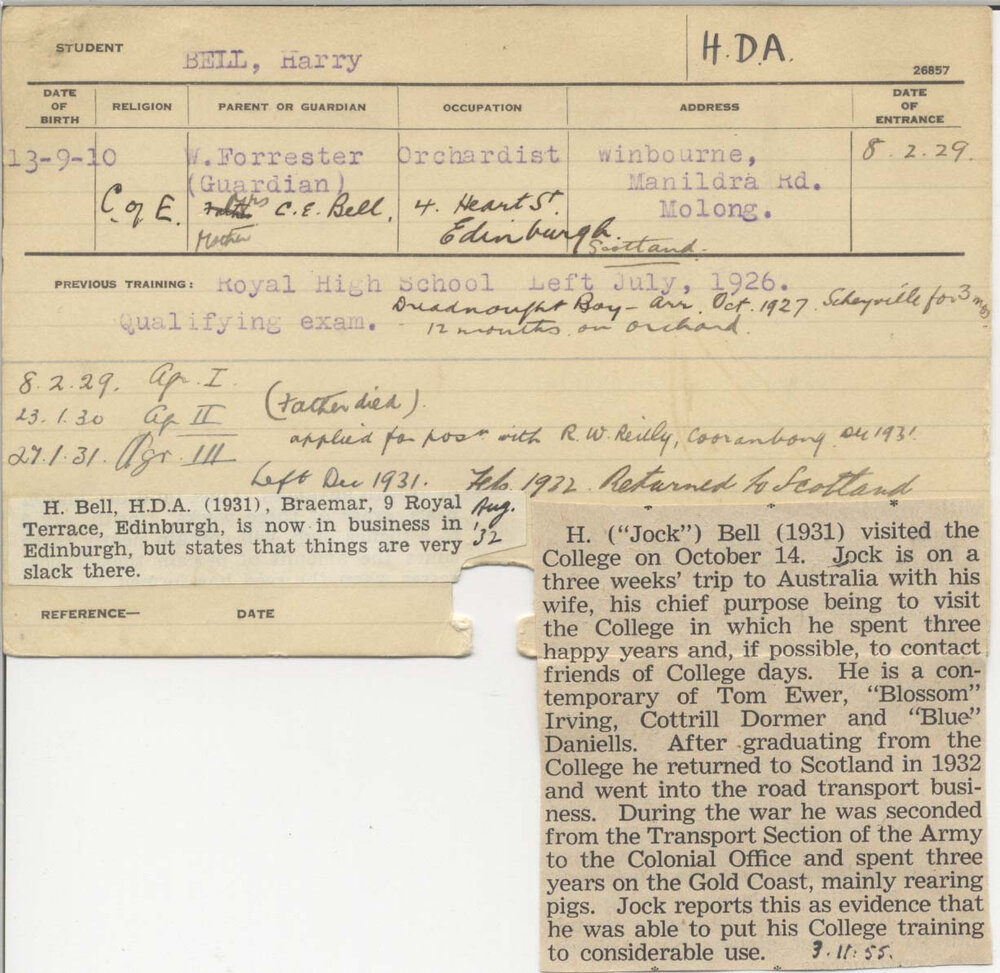 STUDENT BELL, Harry H.D.A. 26857
DATE OF BIRTH RELIGION PARENT OR GUARDIAN OCCUPATION ADDRESS DATE OF ENTRANCE
13-9-10 W.Forrester Orchardist Winbourne, 8.2.29.
(Guardian) Manildra Rd.
C. of E. Father Mrs C.E. Bell, 4. Heart St. Molong.
Mother Edinburgh. Scotland.
PREVIOUS TRAINING: Royal High School Left July, 1926.
Dreadnought Boy - arr. Oct. 1927. Scheyville for 3 mos
Qualifying exam. 12 months on orchard.
8.2.29. Agr. I
23.1.30 Ag II (Father died).
27.1.31. Agr. III applied for posn with R.W. Reilly, Cooranbong Dec 1931.
Left Dec 1931. Feb. 1932 Returned to Scotland
H. Bell, H.D.A. (1931), Braemar, 9 Royal
Terrace, Edinburgh, is now in business in
Edinburgh, but states that things are very
slack there.
Aug.
'32
REFERENCE— DATE
H. ("Jock") Bell (1931) visited the
College on October 14. Jock is on a
three weeks' trip to Australia with his
wife, his chief purpose being to visit
the College in which he spent three
happy years and, if possible, to contact
friends of College days. He is a con-
temporary of Tom Ewer, "Blossom"
Irving, Cottrill Dormer and "Blue"
Daniells. After graduating from the
College he returned to Scotland in 1932
and went into the road transport busi-
ness. During the war he was seconded
from the Transport Section of the Army
to the Colonial Office and spent three
years on the Gold Coast, mainly rearing
pigs. Jock reports this as evidence that
he was able to put his College training
to considerable use. 3.11.55.